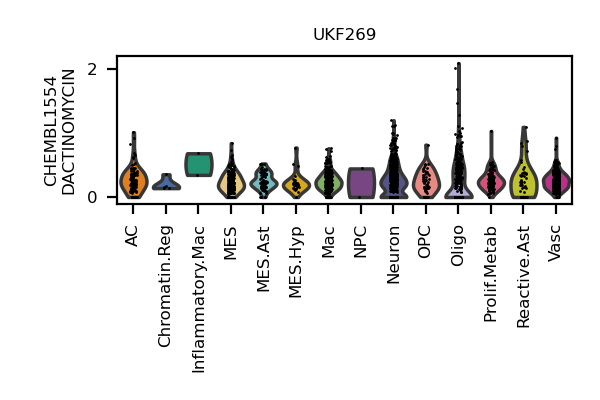 UKF269
CHEMBL1554
DACTINOMYCIN
2
0
AC
Chromatin.Reg
Inflammatory.Mac
MES
MES.Ast
MES.Hyp
Mac
NPC
Neuron
OPC
Oligo
Prolif.Metab
Reactive.Ast
Vasc